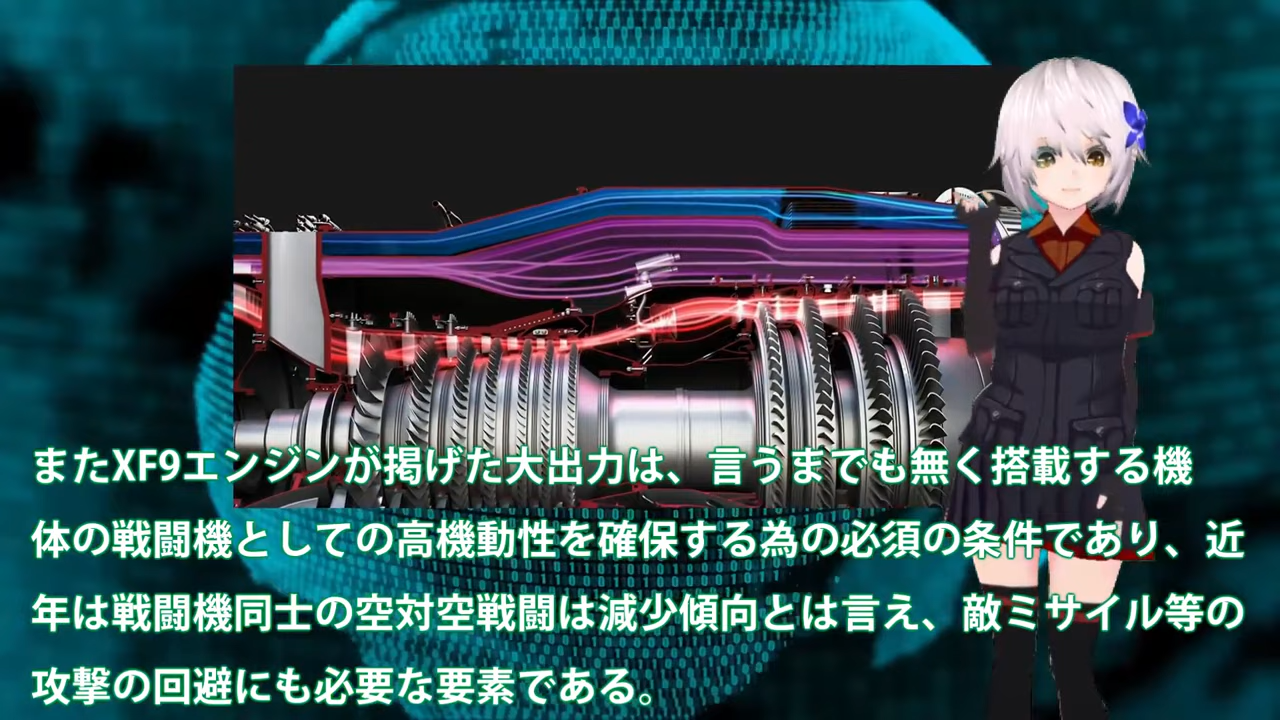 またXF9エンジンが掲げた大出力は、言うまでも無く搭載する機
体の戦闘機としての高機動性を確保する為の必須の条件であり、近
年は戦闘機同士の空対空戦闘は減少傾向とは言え、敵ミサイル等の
攻撃の回避にも必要な要素である。